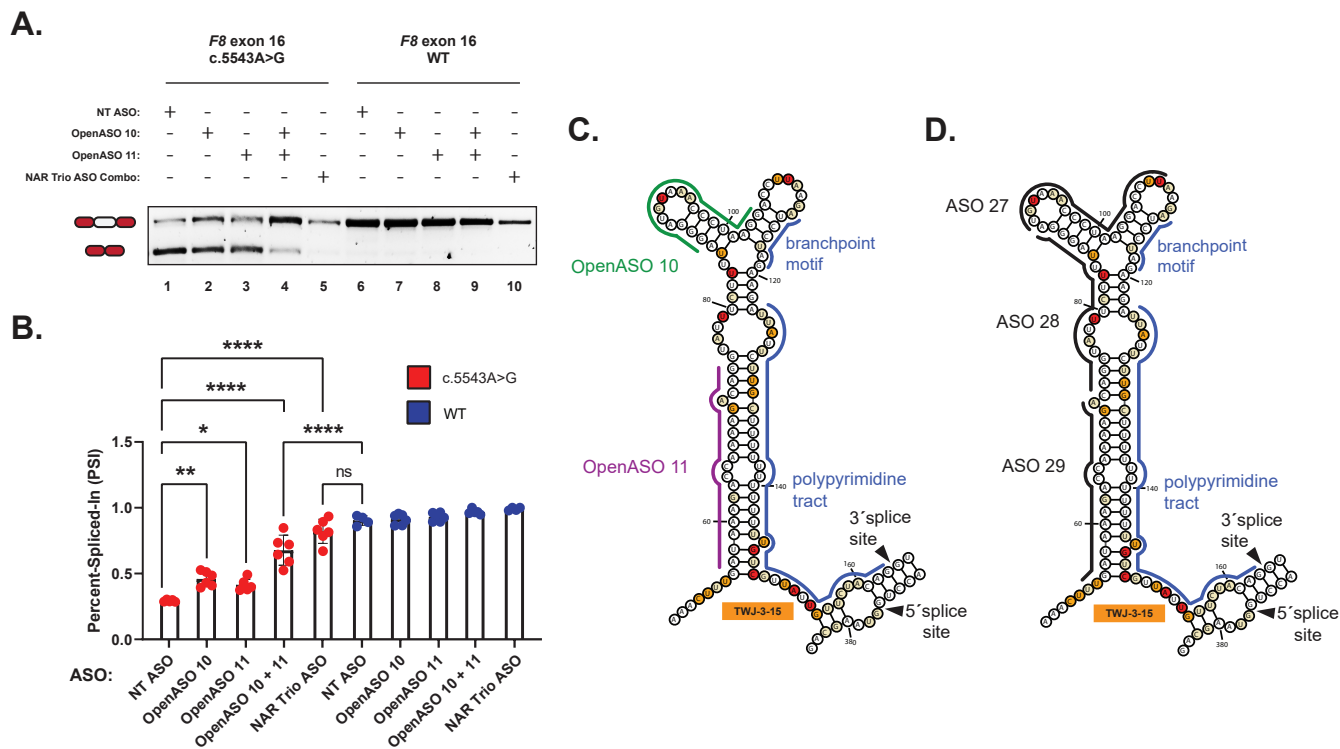 A.
F8 exon 16
c.5543A>G
F8 exon 16
WT
NT ASO: + – – – – + – – – –
OpenASO 10: – + – + – – + – + –
OpenASO 11: – – + + – – – + + –
NAR Trio ASO Combo: – – – – + – – – – +
1 2 3 4 5 6 7 8 9 10
B.
****
****
*
****
**
ns
c.5543A>G
WT
Percent-Spliced-In (PSI)
1.5
1.0
0.5
0.0
ASO:
NT ASO
OpenASO 10
OpenASO 11
OpenASO 10 + 11
NAR Trio ASO
NT ASO
OpenASO 10
OpenASO 11
OpenASO 10 + 11
NAR Trio ASO
C.
100
OpenASO 10
branchpoint
motif
120
80
OpenASO 11
polypyrimidine
tract
140
60
3´splice
site
160
TWJ-3-15
5´splice
site
380
D.
ASO 27
100
branchpoint
motif
120
80
ASO 28
ASO 29
polypyrimidine
tract
140
60
3´splice
site
160
TWJ-3-15
5´splice
site
380